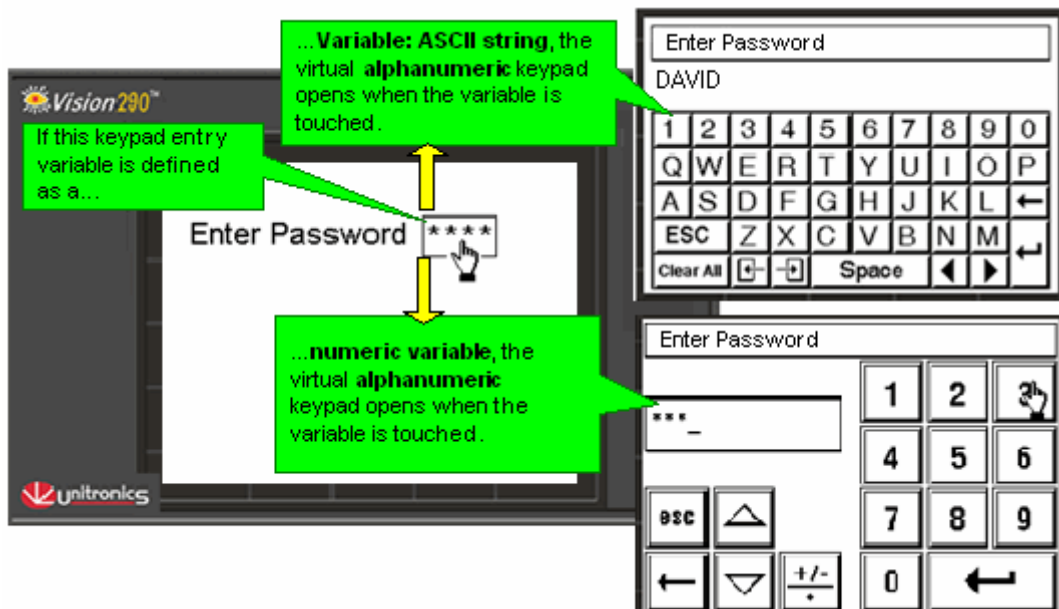 Vision290™
If this keypad entry
variable is defined
as a...
...Variable: ASCII string, the
virtual alphanumeric keypad
opens when the variable is
touched.
Enter Password ****
...numeric variable, the
virtual alphanumeric
keypad opens when the
variable is touched.
unitronics
Enter Password
DAVID
1 2 3 4 5 6 7 8 9 0
Q W E R T Y U I O P
A S D F G H J K L ←
ESC Z X C V B N M ↵
Clear All Space ◀ ▶
Enter Password
***_
1 2 3
4 5 6
esc △ 7 8 9
← ▽ +/- . 0 ↵